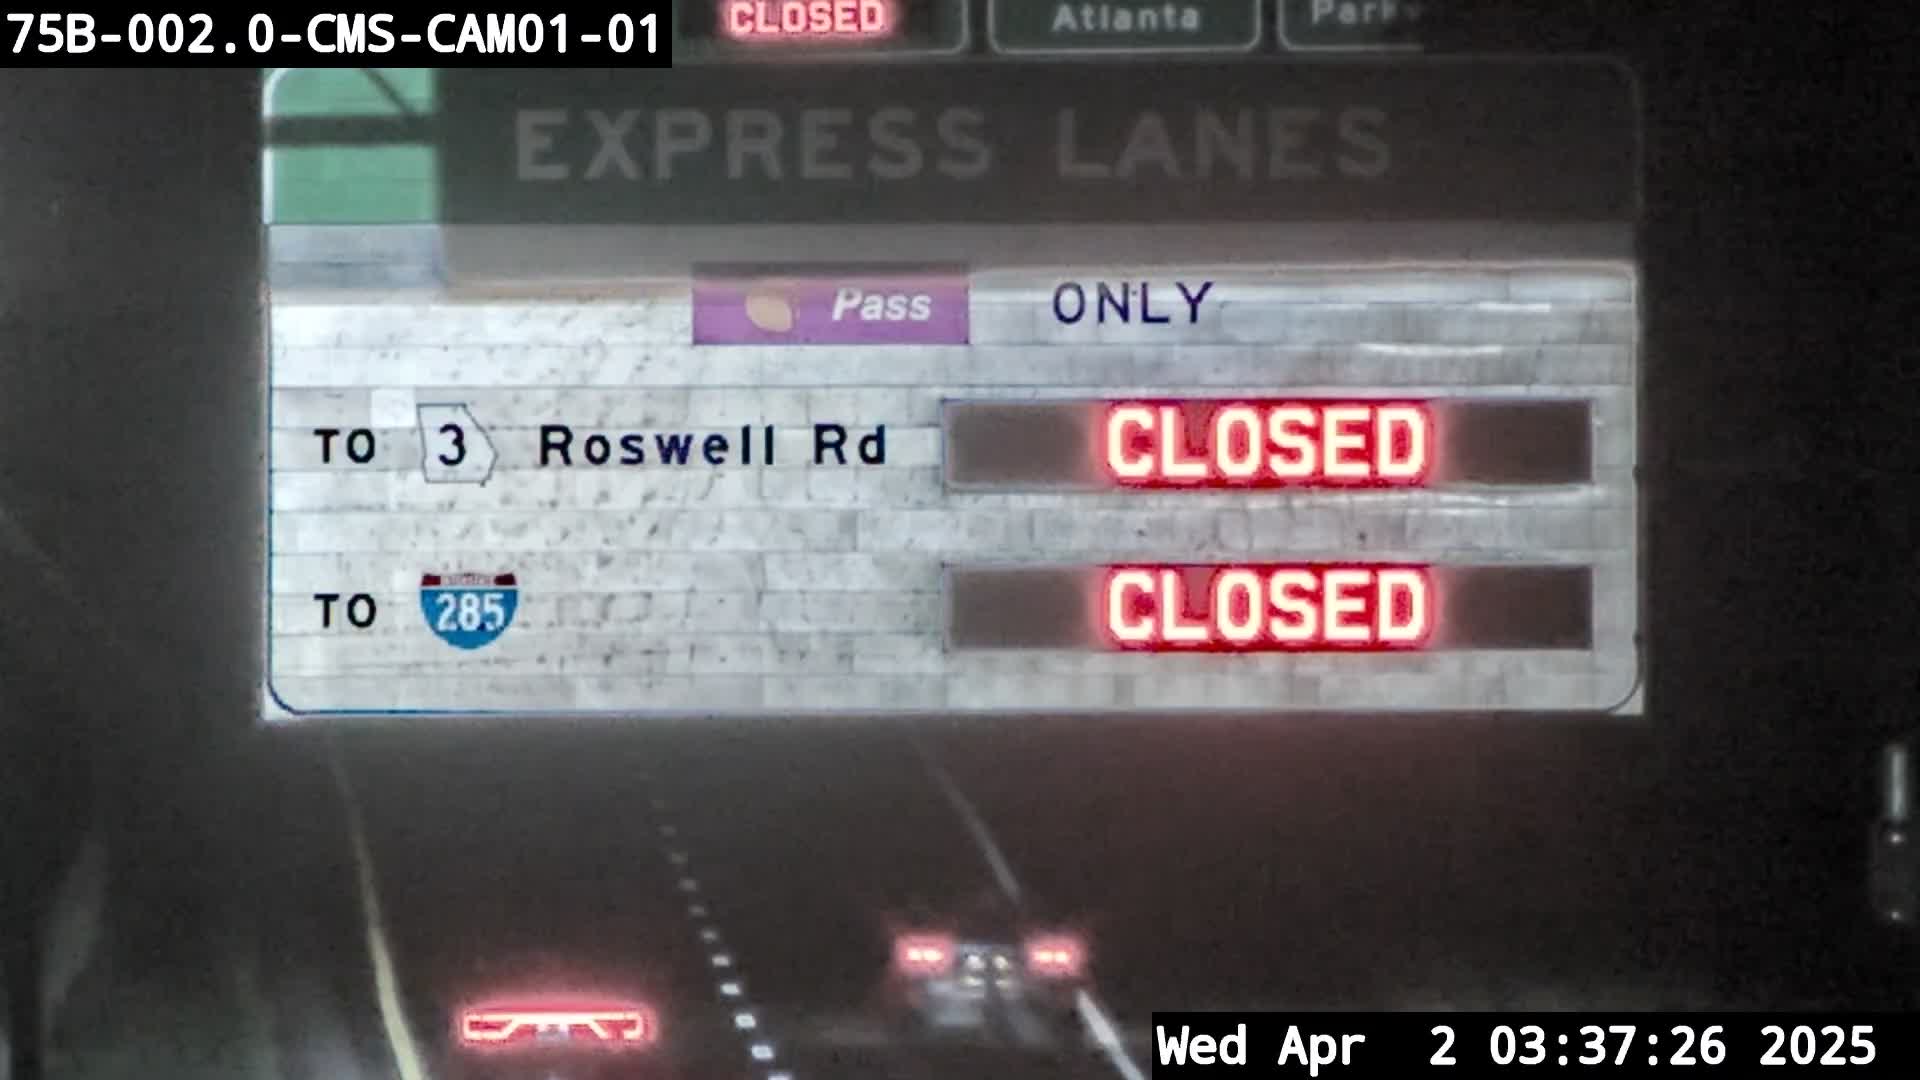 75B-002.0-CMS-CAM01-01
CLOSED
Atlanta
EXPRESS LANES
Pass ONLY
TO 3 Roswell Rd CLOSED
TO 285 CLOSED
Wed Apr 2 03:37:26 2025